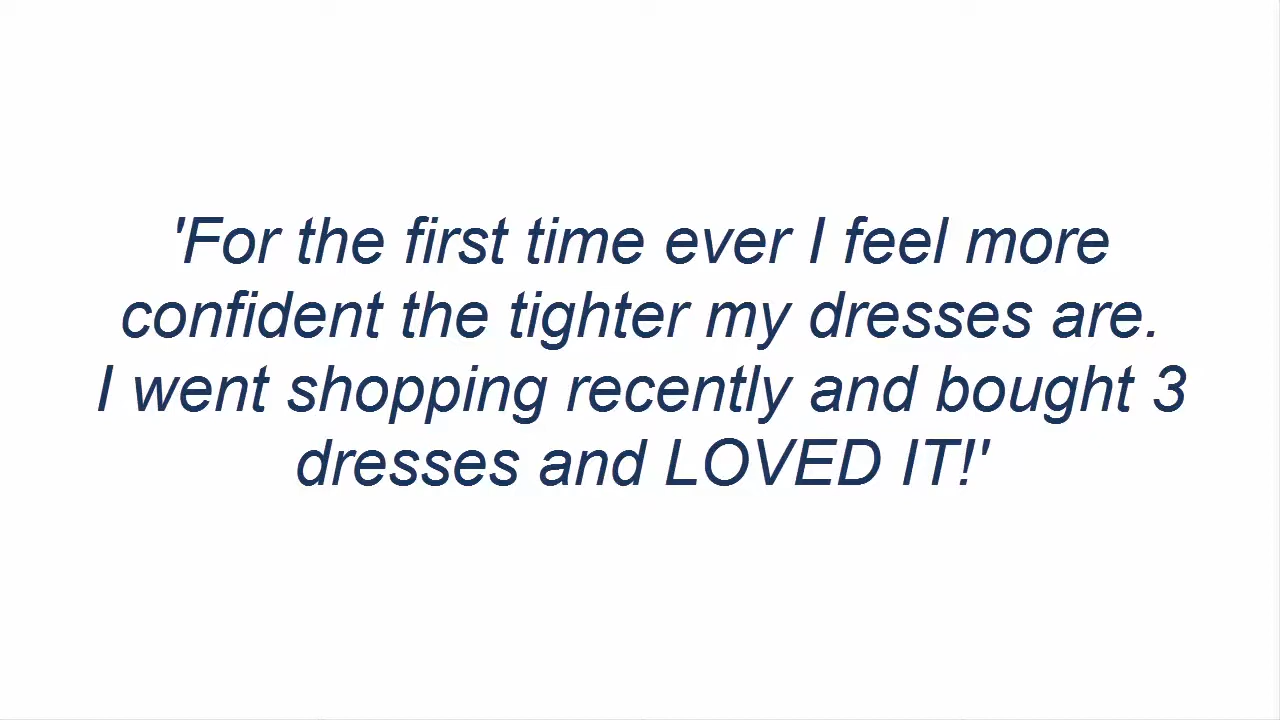 'For the first time ever I feel more
confident the tighter my dresses are.
I went shopping recently and bought 3
dresses and LOVED IT!'